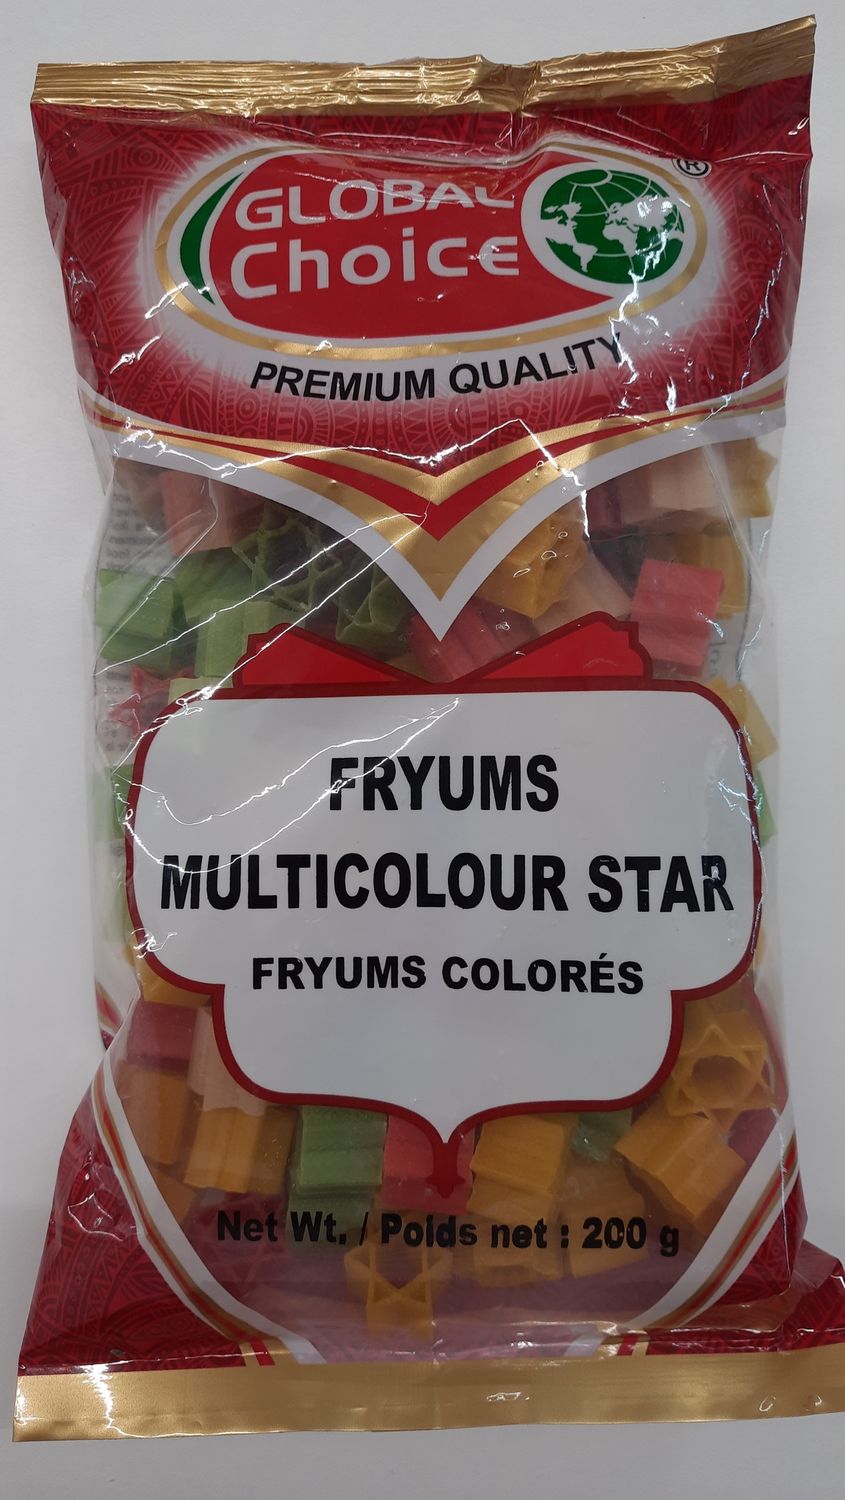 GLOBAL
Choice
®
PREMIUM QUALITY
FRYUMS
MULTICOLOUR STAR
FRYUMS COLORÉS
Net Wt. / Poids net : 200 g